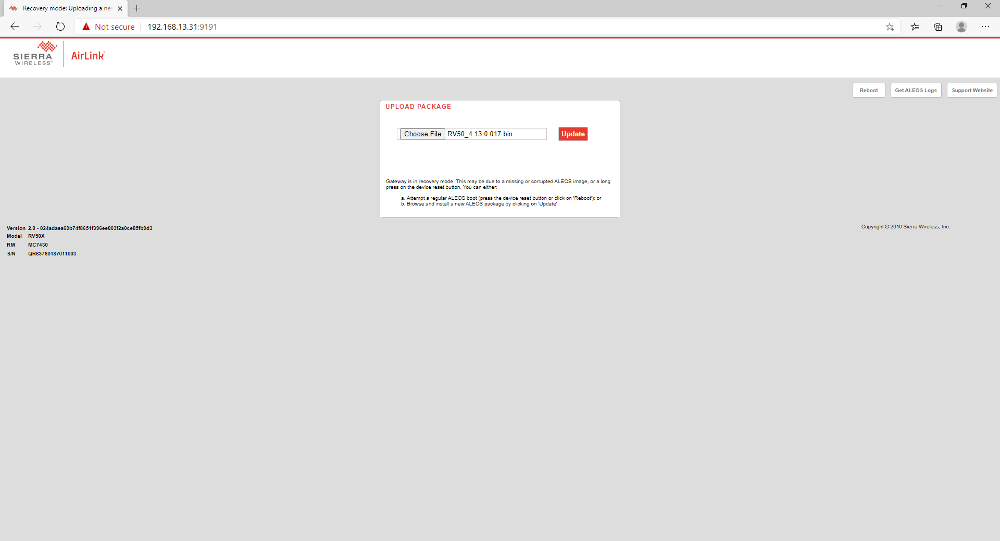 Recovery mode: Uploading a new
Not secure
192.168.13.31:9191
SIERRA
WIRELESS™
AirLink™
Reboot
Get ALEOS Logs
Support Website
UPLOAD PACKAGE
Choose File RV50_4.13.0.017.bin
Update
Gateway is in recovery mode. This may be due to a missing or corrupted ALEOS image, or a long
press on the device reset button. You can either:
a. Attempt a regular ALEOS boot (press the device reset button or click on 'Reboot'); or
b. Browse and install a new ALEOS package by clicking on 'Update'
Version 2.0 - 024adaea69b74f8651f396ee803f2a0ce85fb9d3
Copyright © 2019 Sierra Wireless, Inc.
Model RV50X
RM MC7430
S/N QR63760187011003